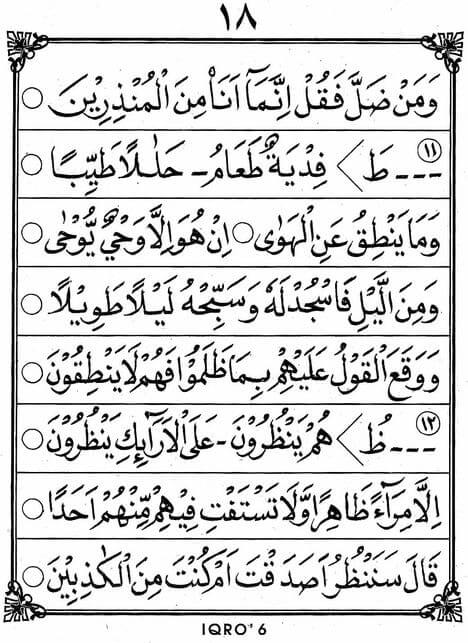 ١٨
وَمَنْ ضَلَّ فَقُلْ اِنَّمَآ اَنَا۠ مِنَ الْمُنْذِرِيْنَ ○
١١ - - - طَ > فِدْيَةٌ طَعَامُ - حَلٰلًا طَيِّبًا ○
وَمَا يَنْطِقُ عَنِ الْهَوٰى ○ اِنْ هُوَ اِلَّا وَحْيٌ يُّوْحٰى ○
وَمِنَ الَّيْلِ فَاسْجُدْ لَهٗ وَسَبِّحْهُ لَيْلًا طَوِيْلًا ○
وَوَقَعَ الْقَوْلُ عَلَيْهِمْ بِمَا ظَلَمُوْا فَهُمْ لَا يَنْطِقُوْنَ ○
١٢ - - - ظُ > هُمْ يَنْظُرُوْنَ - عَلَى الْاَرَآئِكِ يَنْظُرُوْنَ ○
اِلَّا مِرَآءً ظَاهِرًا وَّلَا تَسْتَفْتِ فِيْهِمْ مِّنْهُمْ اَحَدًا ○
قَالَ سَنَنْظُرُ اَصَدَقْتَ اَمْ كُنْتَ مِنَ الْكٰذِبِيْنَ ○
IQRO' 6